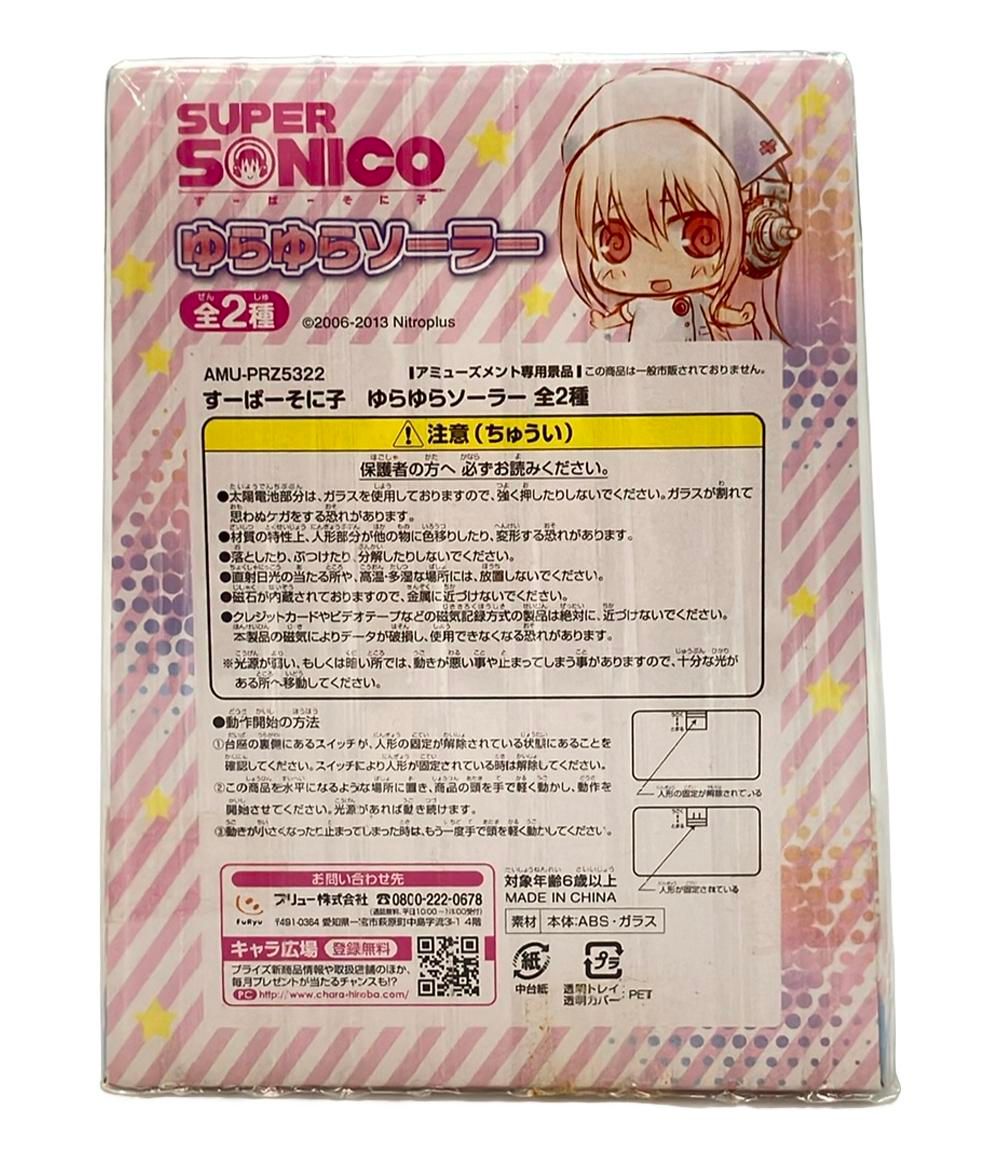 SUPER
SONICO
すーぱーそに子
ゆらゆらソーラー
全2種
©2006-2013 Nitroplus
AMU-PRZ5322
アミューズメント専用景品 この商品は一般市販されておりません。
すーぱーそに子 ゆらゆらソーラー 全2種
注意(ちゅうい)
保護者の方へ 必ずお読みください。
●太陽電池部分は、ガラスを使用しておりますので、強く押したりしないでください。ガラスが割れて
思わぬケガをする恐れがあります。
●材質の特性上、人形部分が他の物に色移りしたり、変形する恐れがあります。
●落としたり、ぶつけたり、分解したりしないでください。
●直射日光の当たる所や、高温・多湿な場所には、放置しないでください。
●磁石が内蔵されておりますので、金属に近づけないでください。
●クレジットカードやビデオテープなどの磁気記録方式の製品は絶対に、近づけないでください。
本製品の磁気によりデータが破損し、使用できなくなる恐れがあります。
※光源が弱い、もしくは暗い所では、動きが悪い事や止まってしまう事がありますので、十分な光が
ある所へ移動してください。
●動作開始の方法
①台座の裏側にあるスイッチが、人形の固定が解除されている状態にあることを
確認してください。スイッチにより人形が固定されている時は解除してください。
②この商品を水平になるような場所に置き、商品の頭を手で軽く動かし、動作を
開始させてください。光源があれば動き続けます。
③動きが小さくなったり止まってしまった時は、もう一度手で頭を軽く動かしてください。
人形の固定が解除されている
人形が固定されている
お問い合わせ先
FuRyu
フリュー株式会社 ☎0800-222-0678
〒491-0364 愛知県一宮市萩原町中島字流3-1 4階
キャラ広場 登録無料
プライズ新商品情報や取扱店舗のほか、
毎月プレゼントが当たるチャンスも!?
PC http://www.chara-hiroba.com/
対象年齢6歳以上
MADE IN CHINA
素材 本体:ABS・ガラス
紙
プラ
中台紙
透明トレイ
透明カバー : PET